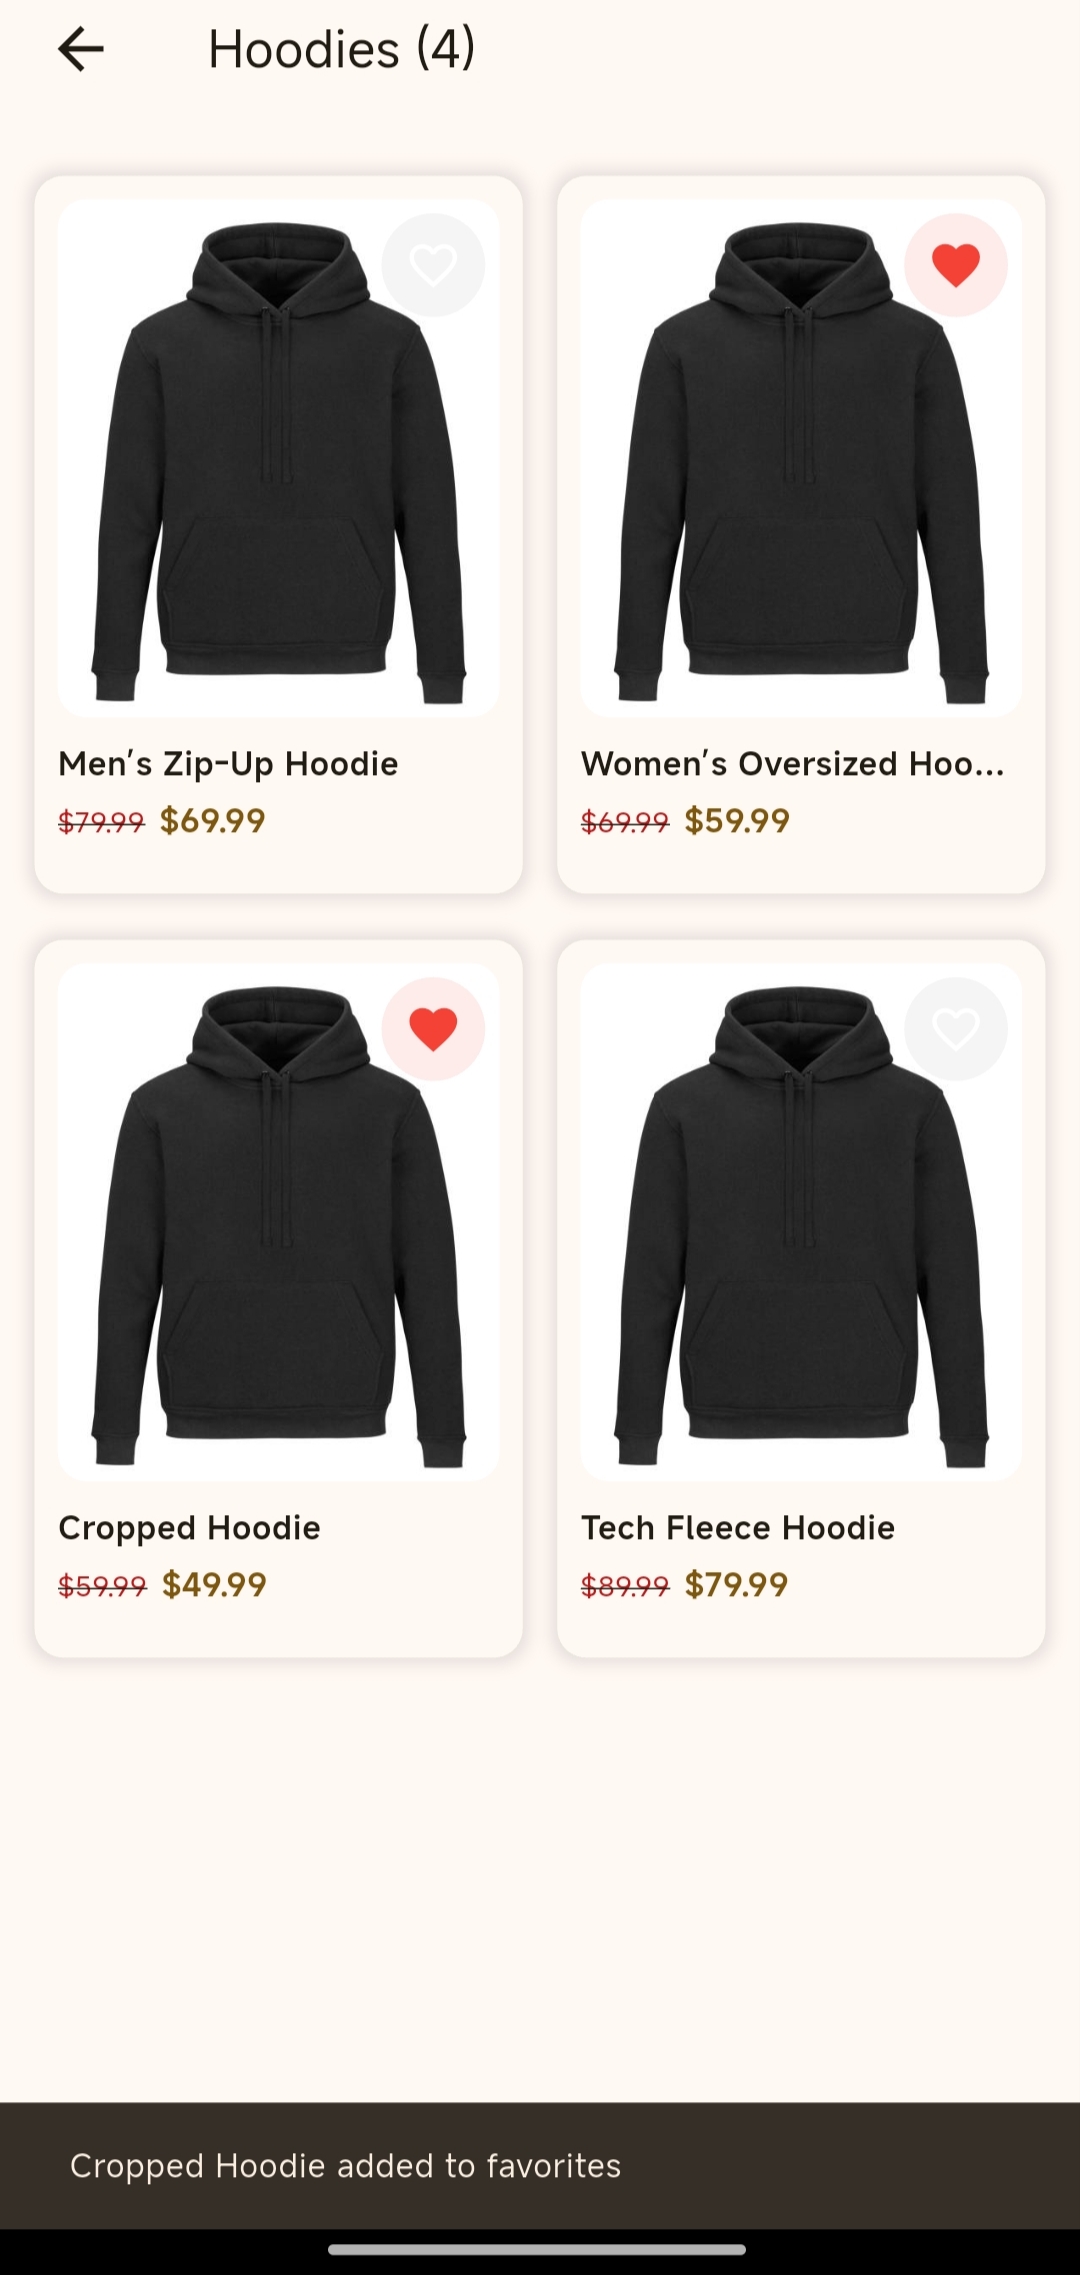 Hoodies (4)
Men's Zip-Up Hoodie
$79.99 $69.99
Women's Oversized Hoo...
$69.99 $59.99
Cropped Hoodie
$59.99 $49.99
Tech Fleece Hoodie
$89.99 $79.99
Cropped Hoodie added to favorites